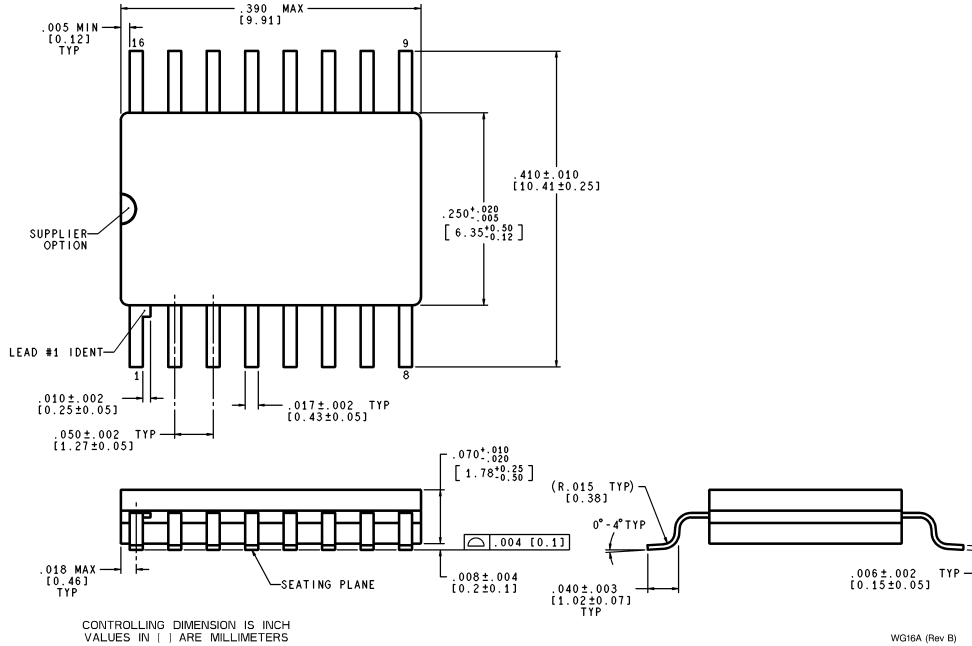 .390 MAX
[9.91]
.005 MIN
[0.12]
TYP
16
9
.410±.010
[10.41±0.25]
.250+.020
-.005
[ 6.35+0.50
-0.12 ]
SUPPLIER
OPTION
LEAD #1 IDENT
1
8
.010±.002
[0.25±0.05]
.017±.002 TYP
[0.43±0.05]
.050±.002 TYP
[1.27±0.05]
.070+.010
-.020
[ 1.78+0.25
-0.50 ]
(R.015 TYP)
[0.38]
0°-4° TYP
.004 [0.1]
.018 MAX
[0.46]
TYP
SEATING PLANE
.008±.004
[0.2±0.1]
.040±.003
[1.02±0.07]
TYP
.006±.002 TYP
[0.15±0.05]
CONTROLLING DIMENSION IS INCH
VALUES IN [ ] ARE MILLIMETERS
WG16A (Rev B)